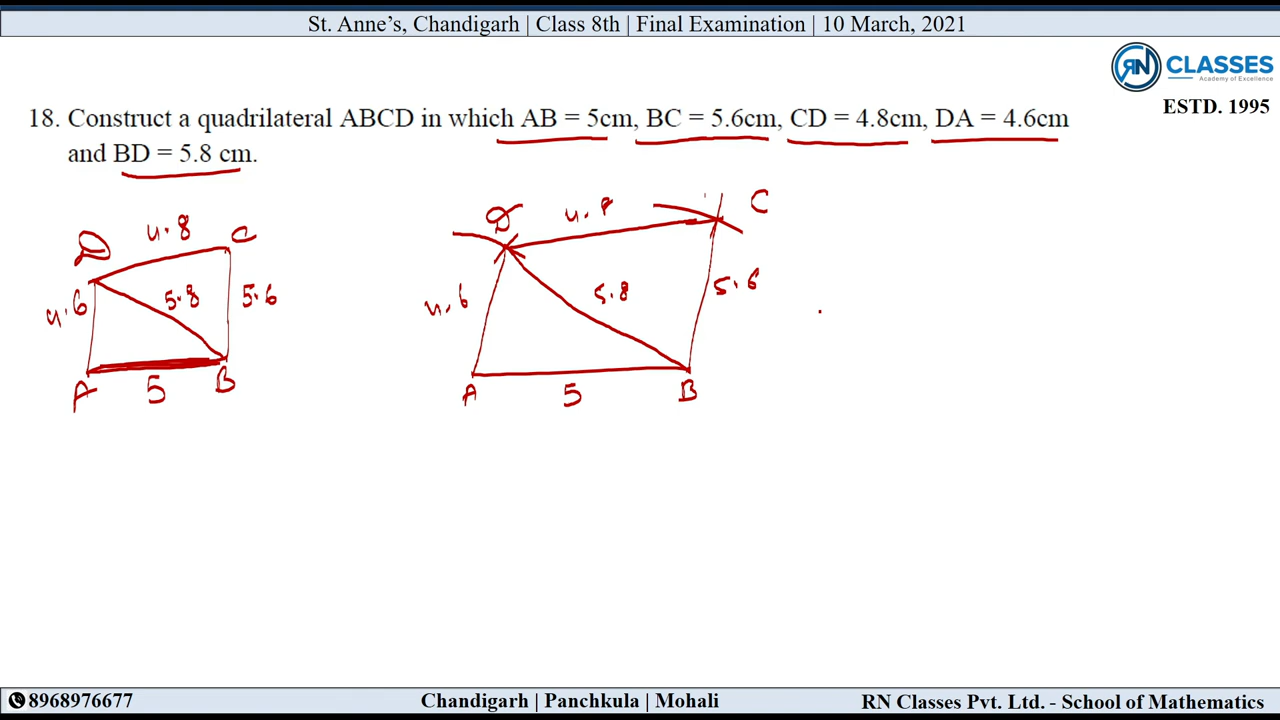 St. Anne's, Chandigarh | Class 8th | Final Examination | 10 March, 2021
RN CLASSES
Academy of Excellence
ESTD. 1995
18. Construct a quadrilateral ABCD in which AB = 5cm, BC = 5.6cm, CD = 4.8cm, DA = 4.6cm
and BD = 5.8 cm.
D 4.8 C
4.6 5.8 5.6
A 5 B
D 4.8 C
4.6 5.8 5.6
A 5 B
8968976677 Chandigarh | Panchkula | Mohali RN Classes Pvt. Ltd. - School of Mathematics